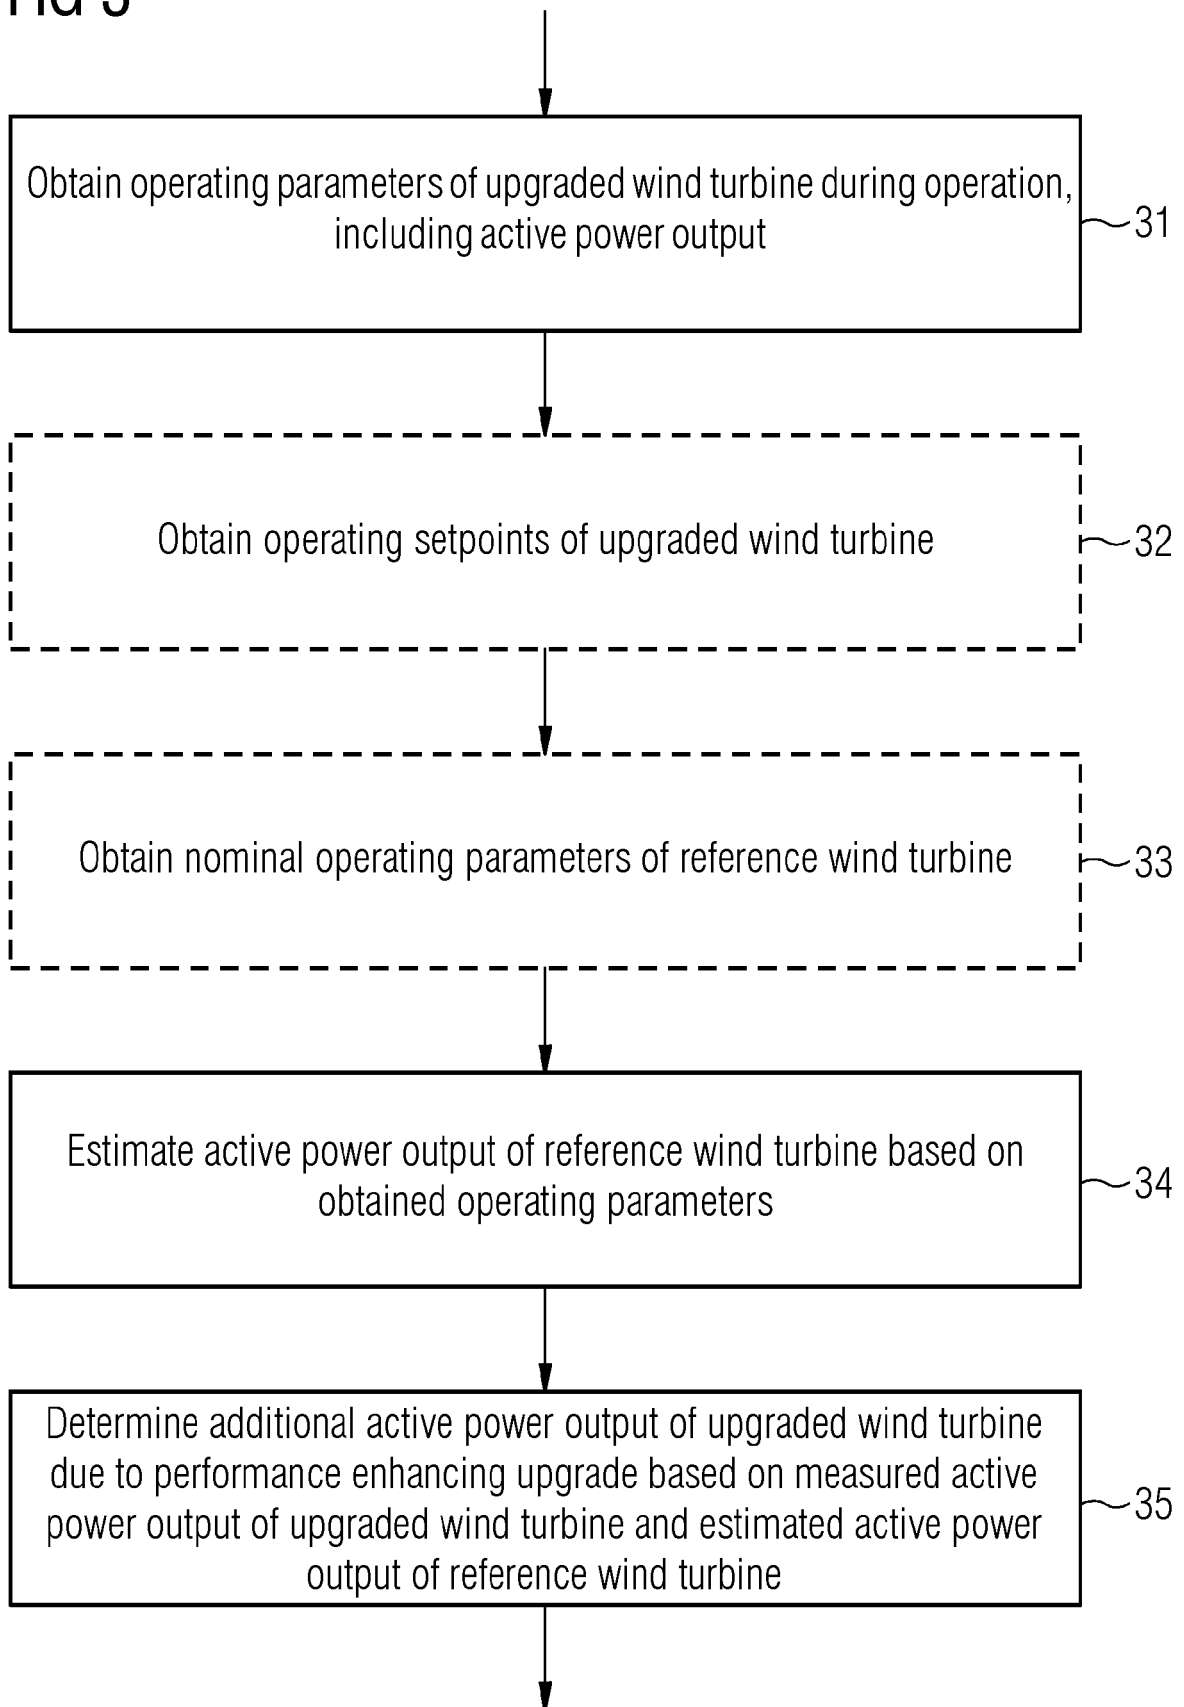 FIG 3
Obtain operating parameters of upgraded wind turbine during operation,
including active power output
31
Obtain operating setpoints of upgraded wind turbine
32
Obtain nominal operating parameters of reference wind turbine
33
Estimate active power output of reference wind turbine based on
obtained operating parameters
34
Determine additional active power output of upgraded wind turbine
due to performance enhancing upgrade based on measured active
power output of upgraded wind turbine and estimated active power
output of reference wind turbine
35